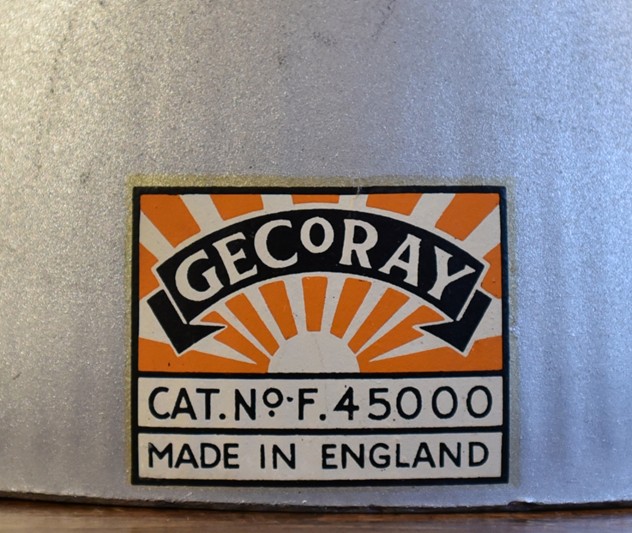 GECoRAY
CAT. Nº. F. 45000
MADE IN ENGLAND